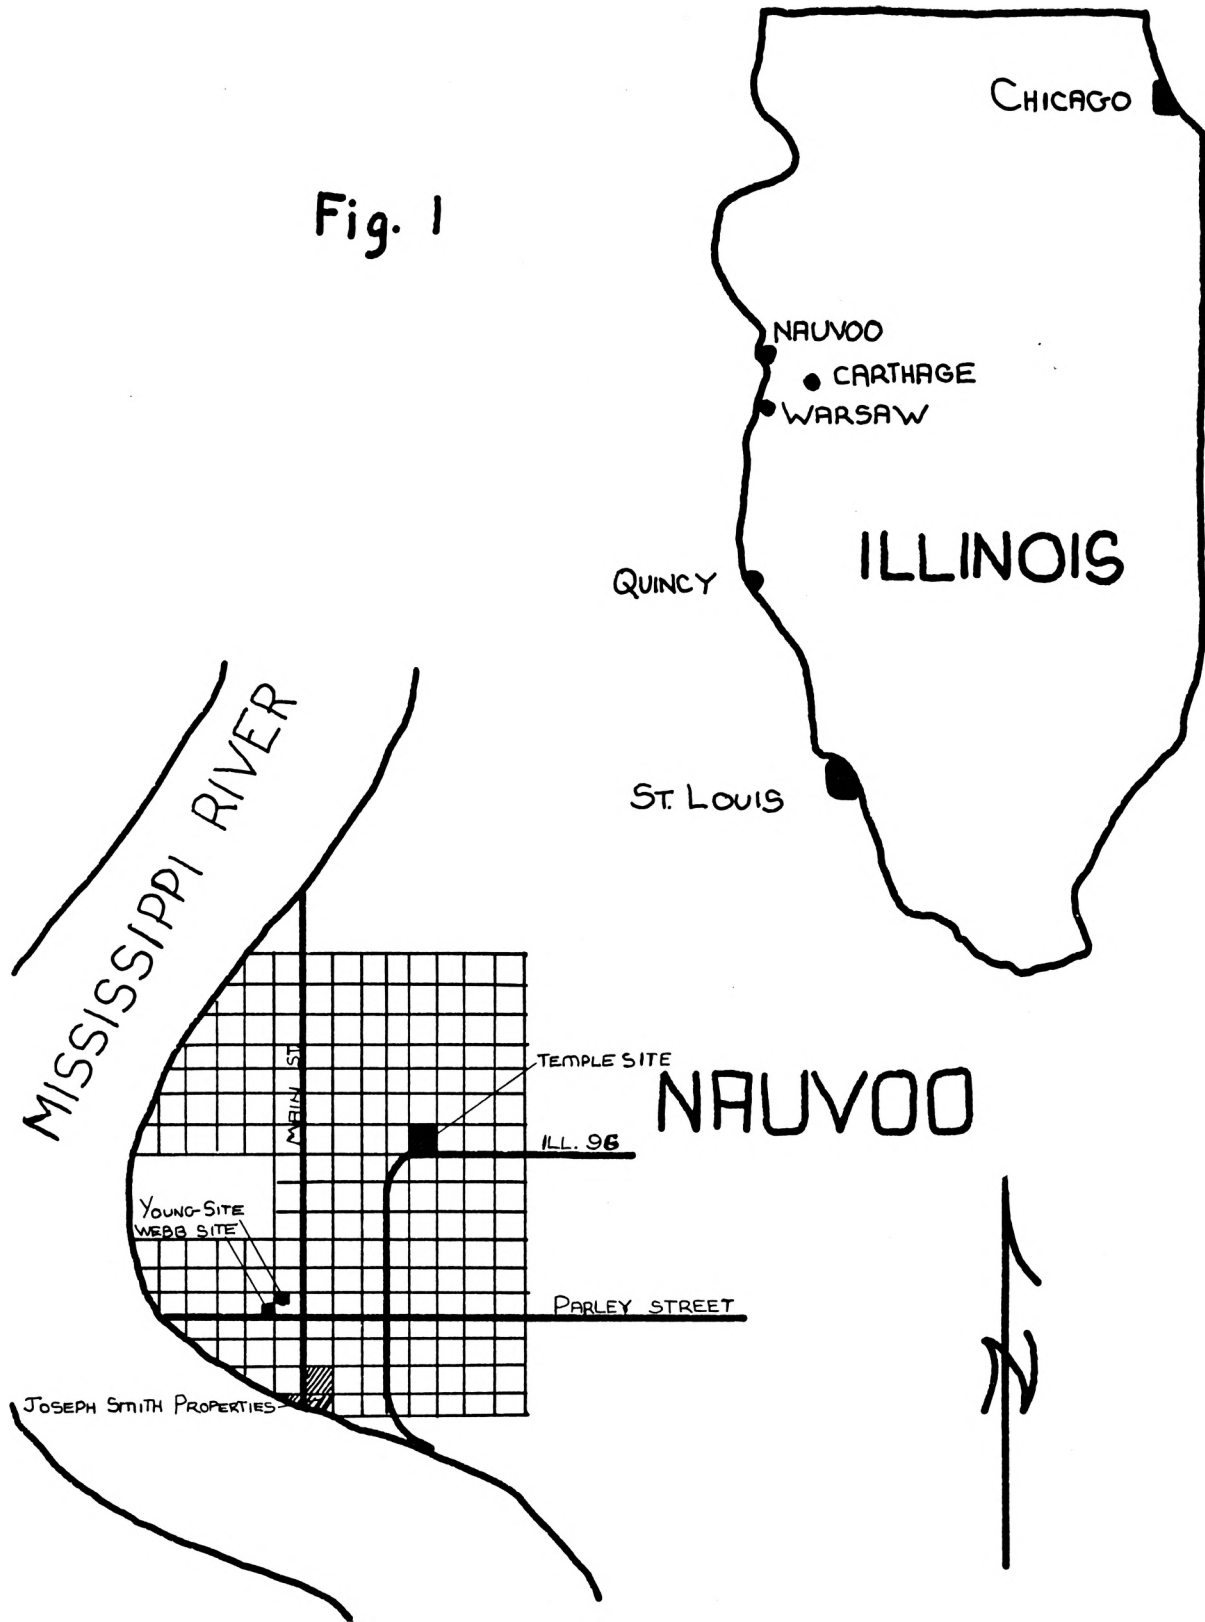 Fig. 1
CHICAGO
NAUVOO
CARTHAGE
WARSAW
ILLINOIS
QUINCY
ST. LOUIS
MISSISSIPPI RIVER
MAIN ST.
TEMPLE SITE
NAUVOO
ILL. 96
YOUNG SITE
WEBB SITE
PARLEY STREET
JOSEPH SMITH PROPERTIES
N